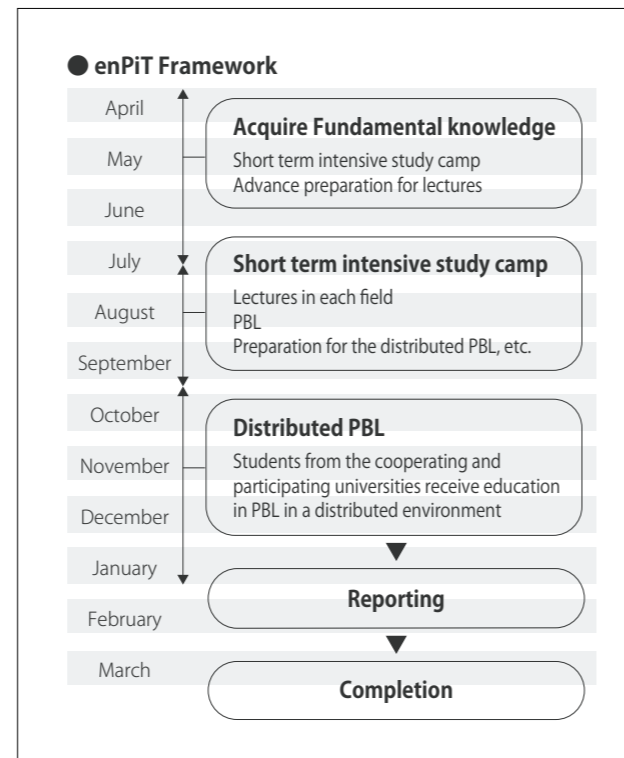 ● enPiT Framework
April
May
June
July
August
September
October
November
December
January
February
March
Acquire Fundamental knowledge
Short term intensive study camp
Advance preparation for lectures
Short term intensive study camp
Lectures in each field
PBL
Preparation for the distributed PBL, etc.
Distributed PBL
Students from the cooperating and
participating universities receive education
in PBL in a distributed environment
Reporting
Completion